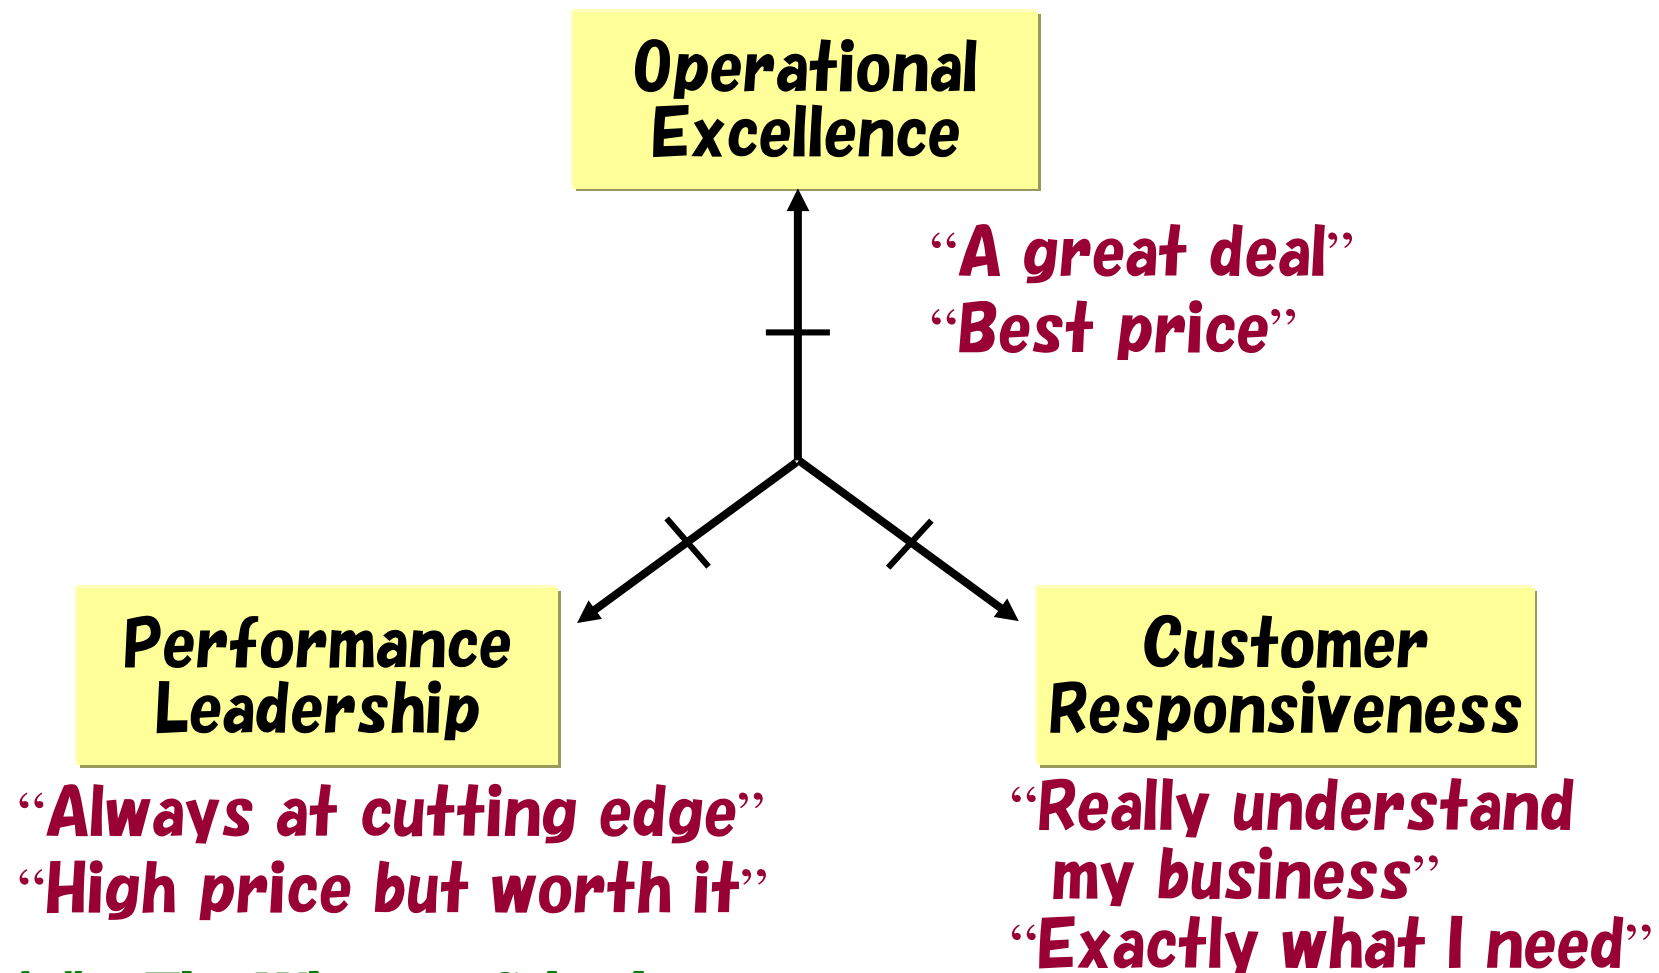 Operational
Excellence
“A great deal”
“Best price”
Performance
Leadership
Customer
Responsiveness
“Always at cutting edge”
“High price but worth it”
“Really understand
my business”
“Exactly what I need”